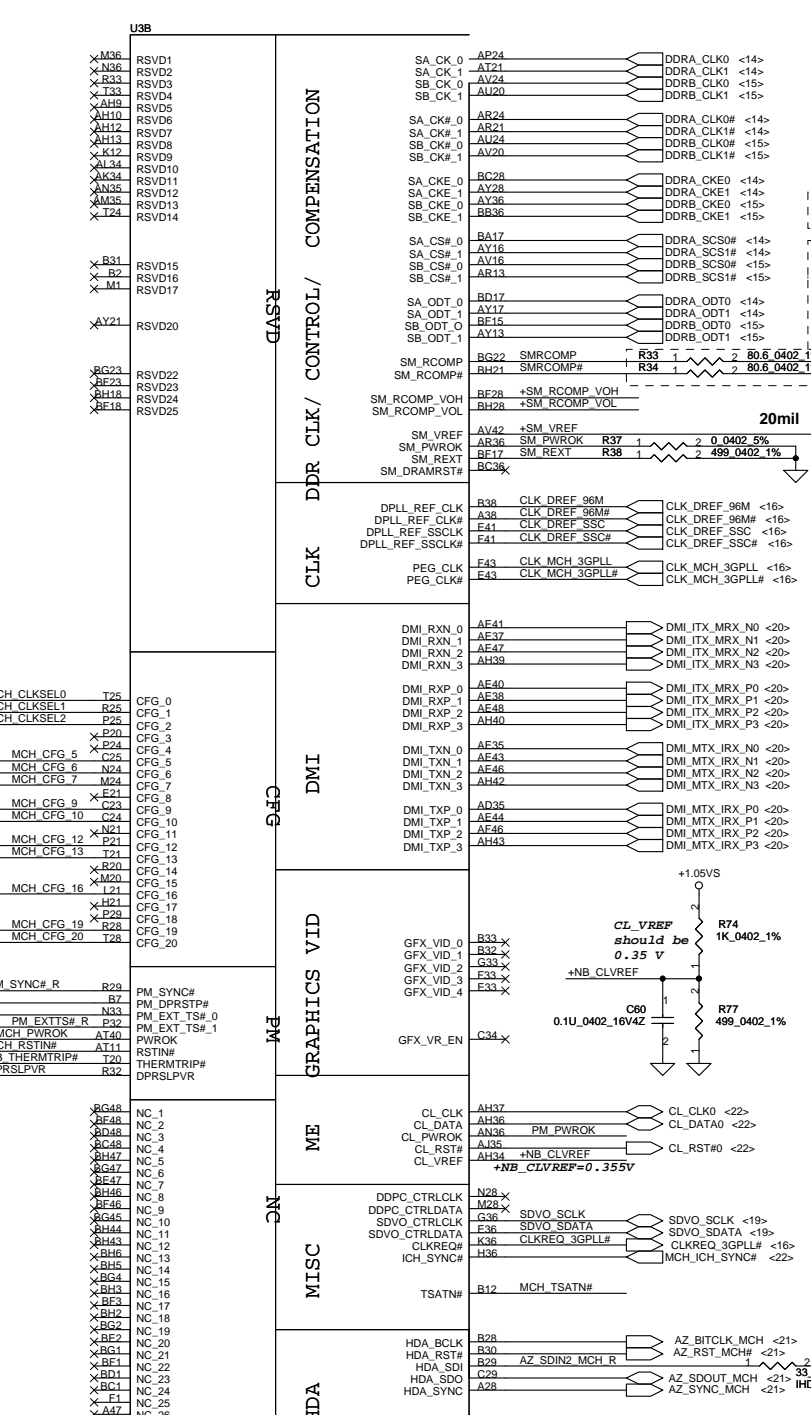 U3B
M36 RSVD1
N36 RSVD2
R33 RSVD3
T33 RSVD4
AH9 RSVD5
AH10 RSVD6
AH12 RSVD7
AH13 RSVD8
K12 RSVD9
AL34 RSVD10
AK34 RSVD11
AN35 RSVD12
AM35 RSVD13
T24 RSVD14
B31 RSVD15
B2 RSVD16
M1 RSVD17
AY21 RSVD20
BG23 RSVD22
BF23 RSVD23
BH18 RSVD24
BF18 RSVD25
RSVD
CH_CLKSEL0 T25 CFG_0
CH_CLKSEL1 R25 CFG_1
CH_CLKSEL2 P25 CFG_2
P20 CFG_3
P24 CFG_4
MCH_CFG_5 C25 CFG_5
MCH_CFG_6 N24 CFG_6
MCH_CFG_7 M24 CFG_7
E21 CFG_8
MCH_CFG_9 C23 CFG_9
MCH_CFG_10 C24 CFG_10
N21 CFG_11
MCH_CFG_12 P21 CFG_12
MCH_CFG_13 T21 CFG_13
R20 CFG_14
M20 CFG_15
MCH_CFG_16 L21 CFG_16
H21 CFG_17
P29 CFG_18
MCH_CFG_19 R28 CFG_19
MCH_CFG_20 T28 CFG_20
CFG
M_SYNC#_R R29 PM_SYNC#
B7 PM_DPRSTP#
N33 PM_EXT_TS#_0
PM_EXTTS#_R P32 PM_EXT_TS#_1
MCH_PWROK AT40 PWROK
CH_RSTIN# AT11 RSTIN#
B_THERMTRIP# T20 THERMTRIP#
PRSLPVR R32 DPRSLPVR
PM
BG48 NC_1
BF48 NC_2
BD48 NC_3
BC48 NC_4
BH47 NC_5
BG47 NC_6
BE47 NC_7
BH46 NC_8
BF46 NC_9
BG45 NC_10
BH44 NC_11
BH43 NC_12
BH6 NC_13
BH5 NC_14
BG4 NC_15
BH3 NC_16
BF3 NC_17
BH2 NC_18
BG2 NC_19
BE2 NC_20
BG1 NC_21
BF1 NC_22
BD1 NC_23
BC1 NC_24
F1 NC_25
A47 NC_26
NC
DDR CLK/ CONTROL/ COMPENSATION
SA_CK_0 AP24 DDRA_CLK0 <14>
SA_CK_1 AT21 DDRA_CLK1 <14>
SB_CK_0 AV24 DDRB_CLK0 <15>
SB_CK_1 AU20 DDRB_CLK1 <15>
SA_CK#_0 AR24 DDRA_CLK0# <14>
SA_CK#_1 AR21 DDRA_CLK1# <14>
SB_CK#_0 AU24 DDRB_CLK0# <15>
SB_CK#_1 AV20 DDRB_CLK1# <15>
SA_CKE_0 BC28 DDRA_CKE0 <14>
SA_CKE_1 AY28 DDRA_CKE1 <14>
SB_CKE_0 AY36 DDRB_CKE0 <15>
SB_CKE_1 BB36 DDRB_CKE1 <15>
SA_CS#_0 BA17 DDRA_SCS0# <14>
SA_CS#_1 AY16 DDRA_SCS1# <14>
SB_CS#_0 AV16 DDRB_SCS0# <15>
SB_CS#_1 AR13 DDRB_SCS1# <15>
SA_ODT_0 BD17 DDRA_ODT0 <14>
SA_ODT_1 AY17 DDRA_ODT1 <14>
SB_ODT_O BF15 DDRB_ODT0 <15>
SB_ODT_1 AY13 DDRB_ODT1 <15>
SM_RCOMP BG22 SMRCOMP R33 1 2 80.6_0402_1
SM_RCOMP# BH21 SMRCOMP# R34 1 2 80.6_0402_1
SM_RCOMP_VOH BF28 +SM_RCOMP_VOH
SM_RCOMP_VOL BH28 +SM_RCOMP_VOL
20mil
SM_VREF AV42 +SM_VREF
SM_PWROK AR36 SM_PWROK R37 1 2 0_0402_5%
SM_REXT BF17 SM_REXT R38 1 2 499_0402_1%
SM_DRAMRST# BC36
CLK
DPLL_REF_CLK B38 CLK_DREF_96M CLK_DREF_96M <16>
DPLL_REF_CLK# A38 CLK_DREF_96M# CLK_DREF_96M# <16>
DPLL_REF_SSCLK E41 CLK_DREF_SSC CLK_DREF_SSC <16>
DPLL_REF_SSCLK# F41 CLK_DREF_SSC# CLK_DREF_SSC# <16>
PEG_CLK F43 CLK_MCH_3GPLL CLK_MCH_3GPLL <16>
PEG_CLK# E43 CLK_MCH_3GPLL# CLK_MCH_3GPLL# <16>
DMI
DMI_RXN_0 AE41 DMI_ITX_MRX_N0 <20>
DMI_RXN_1 AE37 DMI_ITX_MRX_N1 <20>
DMI_RXN_2 AE47 DMI_ITX_MRX_N2 <20>
DMI_RXN_3 AH39 DMI_ITX_MRX_N3 <20>
DMI_RXP_0 AE40 DMI_ITX_MRX_P0 <20>
DMI_RXP_1 AE38 DMI_ITX_MRX_P1 <20>
DMI_RXP_2 AE48 DMI_ITX_MRX_P2 <20>
DMI_RXP_3 AH40 DMI_ITX_MRX_P3 <20>
DMI_TXN_0 AE35 DMI_MTX_IRX_N0 <20>
DMI_TXN_1 AE43 DMI_MTX_IRX_N1 <20>
DMI_TXN_2 AE46 DMI_MTX_IRX_N2 <20>
DMI_TXN_3 AH42 DMI_MTX_IRX_N3 <20>
DMI_TXP_0 AD35 DMI_MTX_IRX_P0 <20>
DMI_TXP_1 AE44 DMI_MTX_IRX_P1 <20>
DMI_TXP_2 AF46 DMI_MTX_IRX_P2 <20>
DMI_TXP_3 AH43 DMI_MTX_IRX_P3 <20>
GRAPHICS VID
GFX_VID_0 B33
GFX_VID_1 B32
GFX_VID_2 G33
GFX_VID_3 F33
GFX_VID_4 E33
GFX_VR_EN C34
+1.05VS
CL_VREF
should be
0.35 V
2
R74
1K_0402_1%
1
+NB_CLVREF
C60
0.1U_0402_16V4Z
1
2
2
R77
499_0402_1%
1
ME
CL_CLK AH37 CL_CLK0 <22>
CL_DATA AH36 CL_DATA0 <22>
CL_PWROK AN36 PM_PWROK
CL_RST# AJ35 CL_RST#0 <22>
CL_VREF AH34 +NB_CLVREF
+NB_CLVREF=0.355V
MISC
DDPC_CTRLCLK N28
DDPC_CTRLDATA M28
SDVO_CTRLCLK G36 SDVO_SCLK SDVO_SCLK <19>
SDVO_CTRLDATA E36 SDVO_SDATA SDVO_SDATA <19>
CLKREQ# K36 CLKREQ_3GPLL# CLKREQ_3GPLL# <16>
ICH_SYNC# H36 MCH_ICH_SYNC# <22>
TSATN# B12 MCH_TSATN#
HDA
HDA_BCLK B28 AZ_BITCLK_MCH <21>
HDA_RST# B30 AZ_RST_MCH# <21>
HDA_SDI B29 AZ_SDIN2_MCH_R 1 2
33_
HDA_SDO C29 AZ_SDOUT_MCH <21> IHD
HDA_SYNC A28 AZ_SYNC_MCH <21>